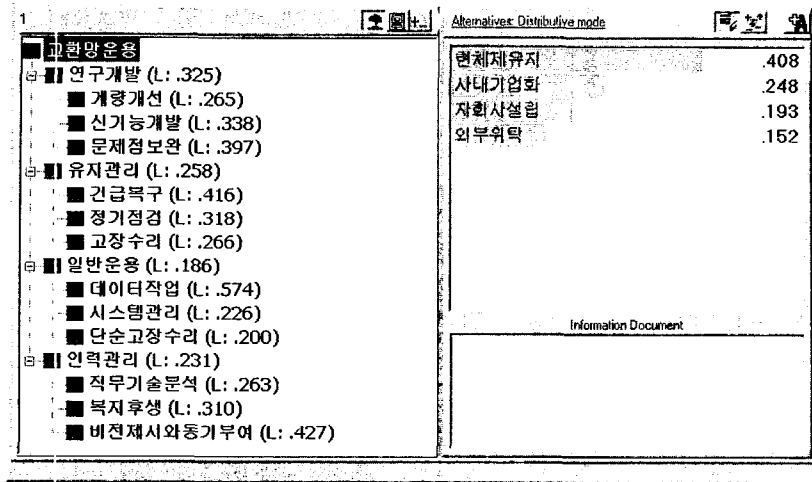 1
Alternatives: Distributive mode
교환망운용
연구개발 (L: .325)
개량개선 (L: .265)
신기능개발 (L: .338)
문제점보완 (L: .397)
유지관리 (L: .258)
긴급복구 (L: .416)
정기점검 (L: .318)
고장수리 (L: .266)
일반운용 (L: .186)
데이터작업 (L: .574)
시스템관리 (L: .226)
단순고장수리 (L: .200)
인력관리 (L: .231)
직무기술분석 (L: .263)
복지후생 (L: .310)
비전제시와동기부여 (L: .427)
현체제유지 .408
사내기업화 .248
자회사설립 .193
외부위탁 .152
Information Document